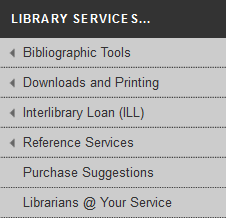 LIBRARY SERVICES...
Bibliographic Tools
Downloads and Printing
Interlibrary Loan (ILL)
Reference Services
Purchase Suggestions
Librarians @ Your Service